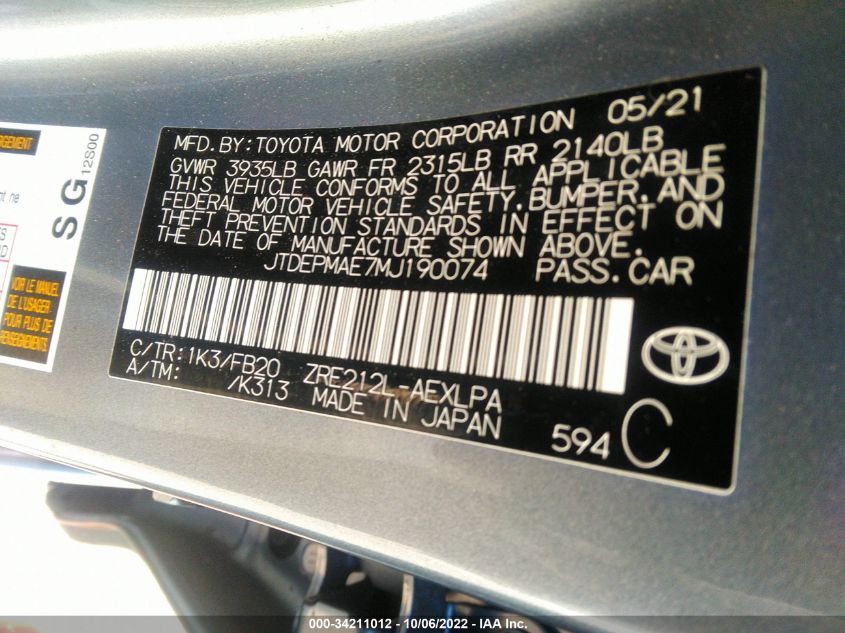 MFD. BY: TOYOTA MOTOR CORPORATION 05/21
GVWR 3935LB GAWR FR 2315LB RR 2140LB
THIS VEHICLE CONFORMS TO ALL APPLICABLE
FEDERAL MOTOR VEHICLE SAFETY, BUMPER, AND
THEFT PREVENTION STANDARDS IN EFFECT ON
THE DATE OF MANUFACTURE SHOWN ABOVE.
JTDEPMAE7MJ190074 PASS.CAR
C/TR: 1K3/FB20 ZRE212L-AEXLPA
A/TM: /K313 MADE IN JAPAN
594 C
SG
12S00
LE MANUEL
DE L'USAGER
POUR PLUS DE
RENSEIGNEMENTS
000-34211012 - 10/06/2022 - IAA Inc.